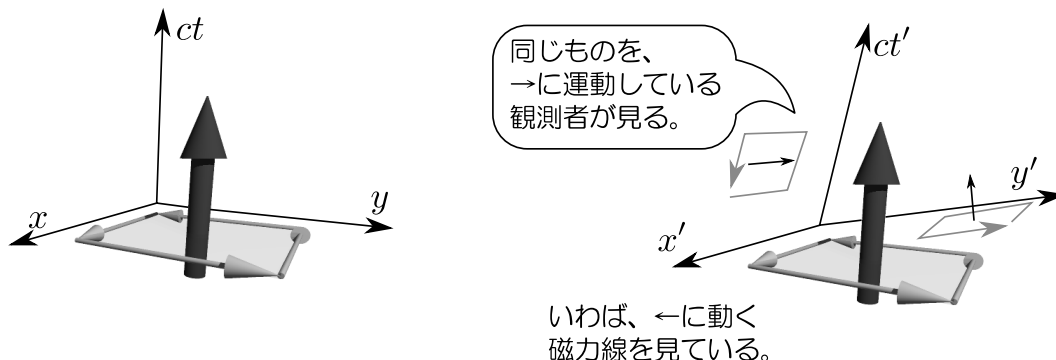 ct
x
y
同じものを、
→に運動している
観測者が見る。
ct′
y′
x′
いわば、←に動く
磁力線を見ている。